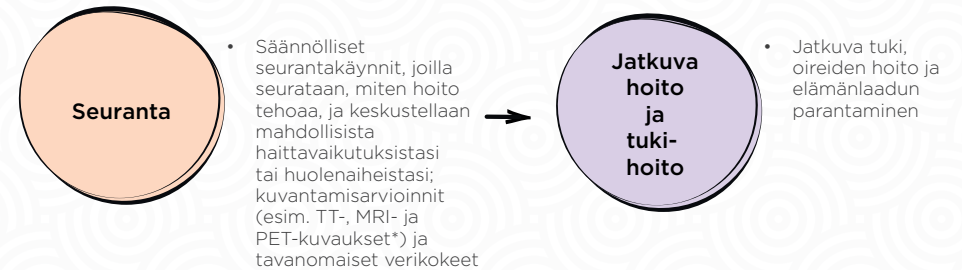 Seuranta
• Säännölliset
seurantakäynnit, joilla
seurataan, miten hoito
tehoaa, ja keskustellaan
mahdollisista
haittavaikutuksistasi
tai huolenaiheistasi;
kuvantamisarvioinnit
(esim. TT-, MRI- ja
PET-kuvaukset*) ja
tavanomaiset verikokeet
Jatkuva
hoito
ja
tuki-
hoito
• Jatkuva tuki,
oireiden hoito ja
elämänlaadun
parantaminen